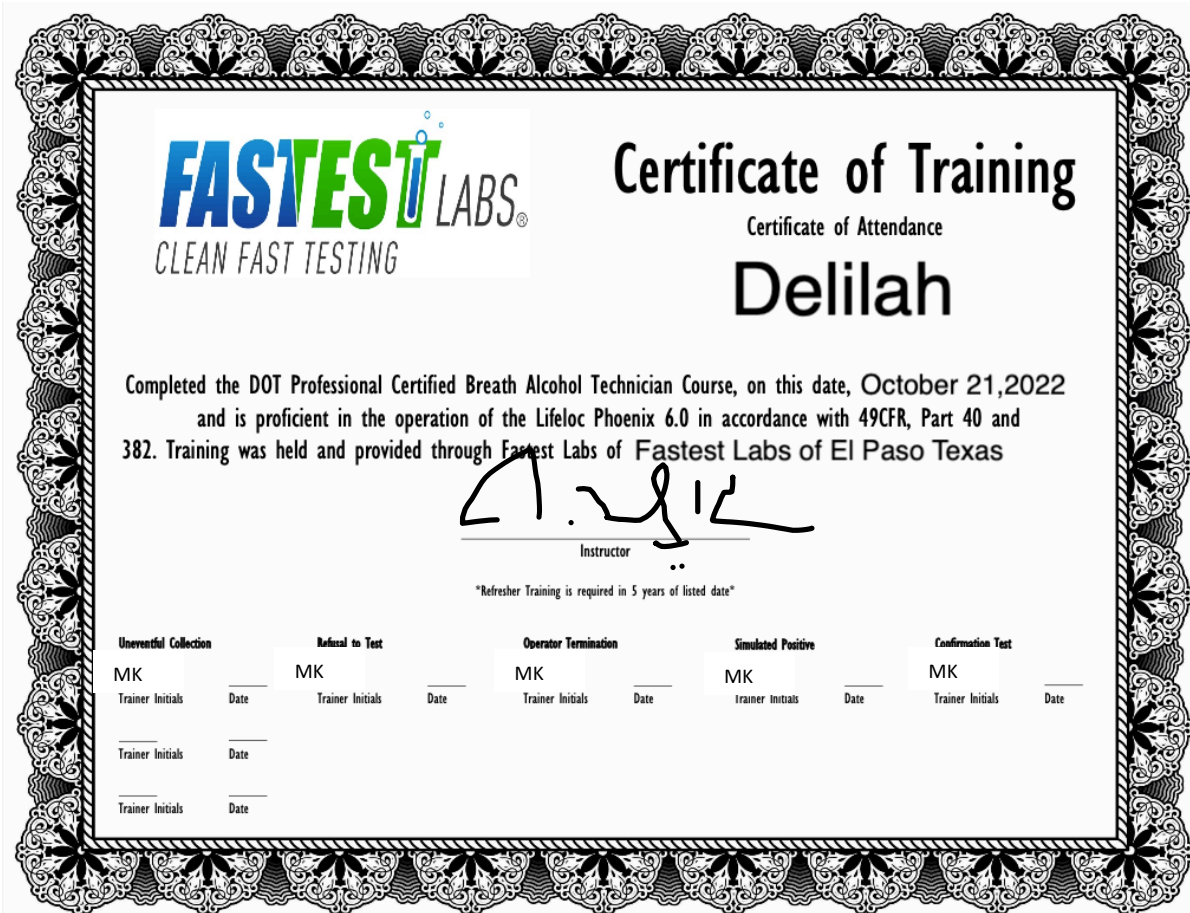 FASTEST LABS®
CLEAN FAST TESTING
Certificate of Training
Certificate of Attendance
Delilah
Completed the DOT Professional Certified Breath Alcohol Technician Course, on this date, October 21,2022
and is proficient in the operation of the Lifeloc Phoenix 6.0 in accordance with 49CFR, Part 40 and
382. Training was held and provided through Fastest Labs of Fastest Labs of El Paso Texas
Instructor
*Refresher Training is required in 5 years of listed date*
Uneventful Collection Refusal to Test Operator Termination Simulated Positive Confirmation Test
MK MK MK MK MK
Trainer Initials Date Trainer Initials Date Trainer Initials Date Trainer Initials Date Trainer Initials Date
Trainer Initials Date
Trainer Initials Date